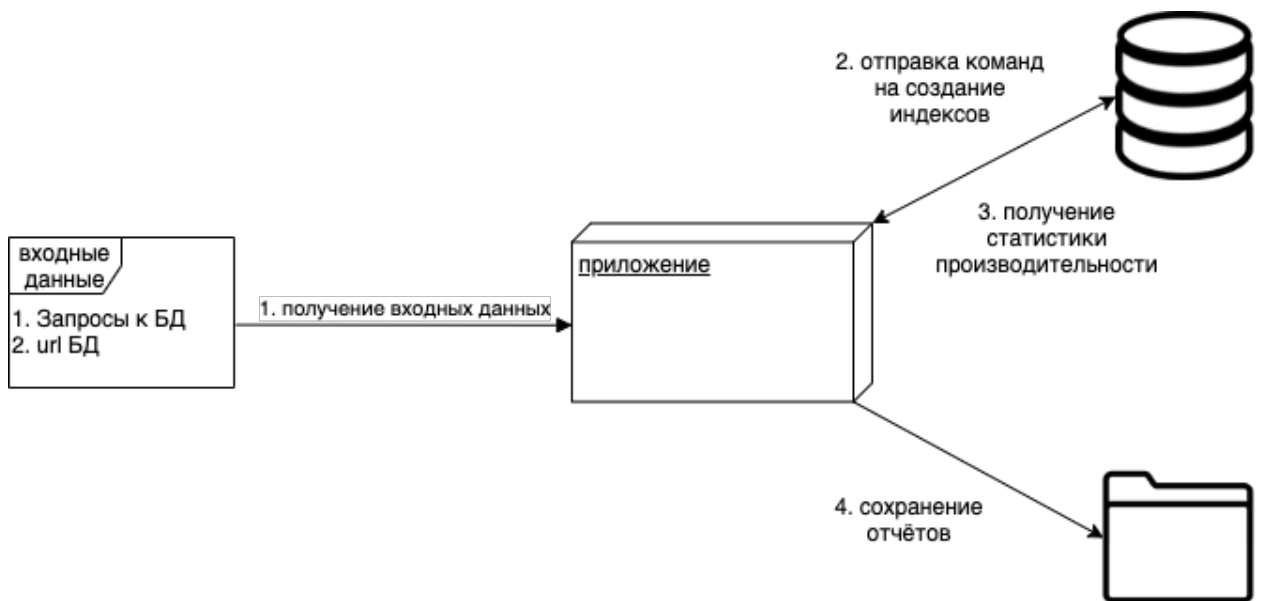 входные
данные
1. Запросы к БД
2. url БД
1. получение входных данных
приложение
2. отправка команд
на создание
индексов
3. получение
статистики
производительности
4. сохранение
отчётов